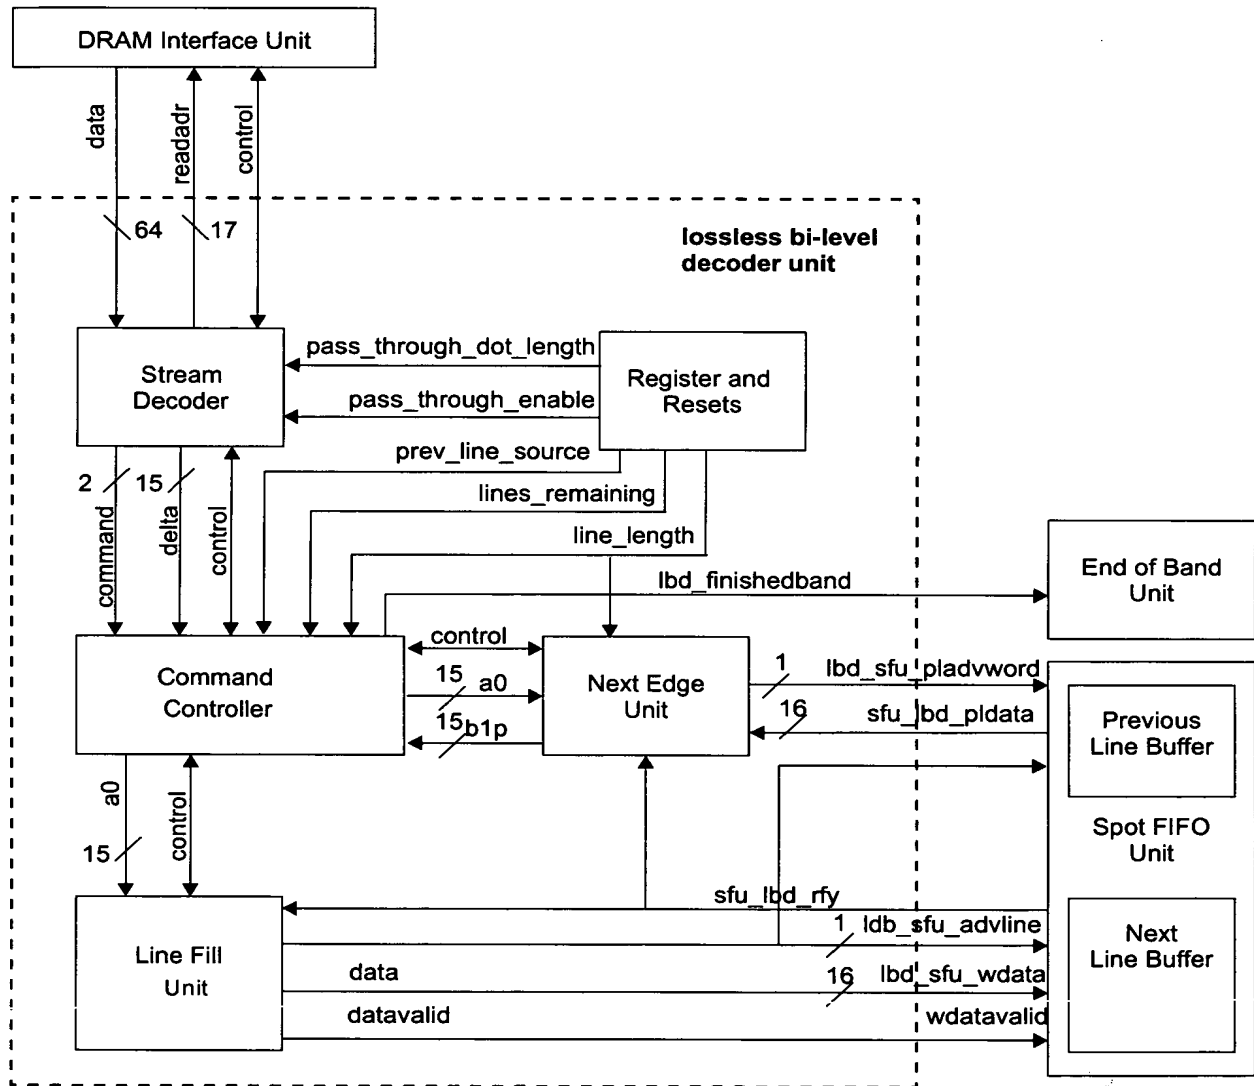 DRAM Interface Unit
data
readadr
control
64
17
lossless bi-level
decoder unit
Stream
Decoder
pass_through_dot_length
pass_through_enable
Register and
Resets
prev_line_source
lines_remaining
line_length
2
15
command
delta
control
lbd_finishedband
End of Band
Unit
Command
Controller
control
15
a0
15
b1p
Next Edge
Unit
1
lbd_sfu_pladvword
16
sfu_lbd_pldata
Previous
Line Buffer
Spot FIFO
Unit
a0
15
control
sfu_lbd_rfy
1
ldb_sfu_advline
Line Fill
Unit
data
16
lbd_sfu_wdata
datavalid
wdatavalid
Next
Line Buffer